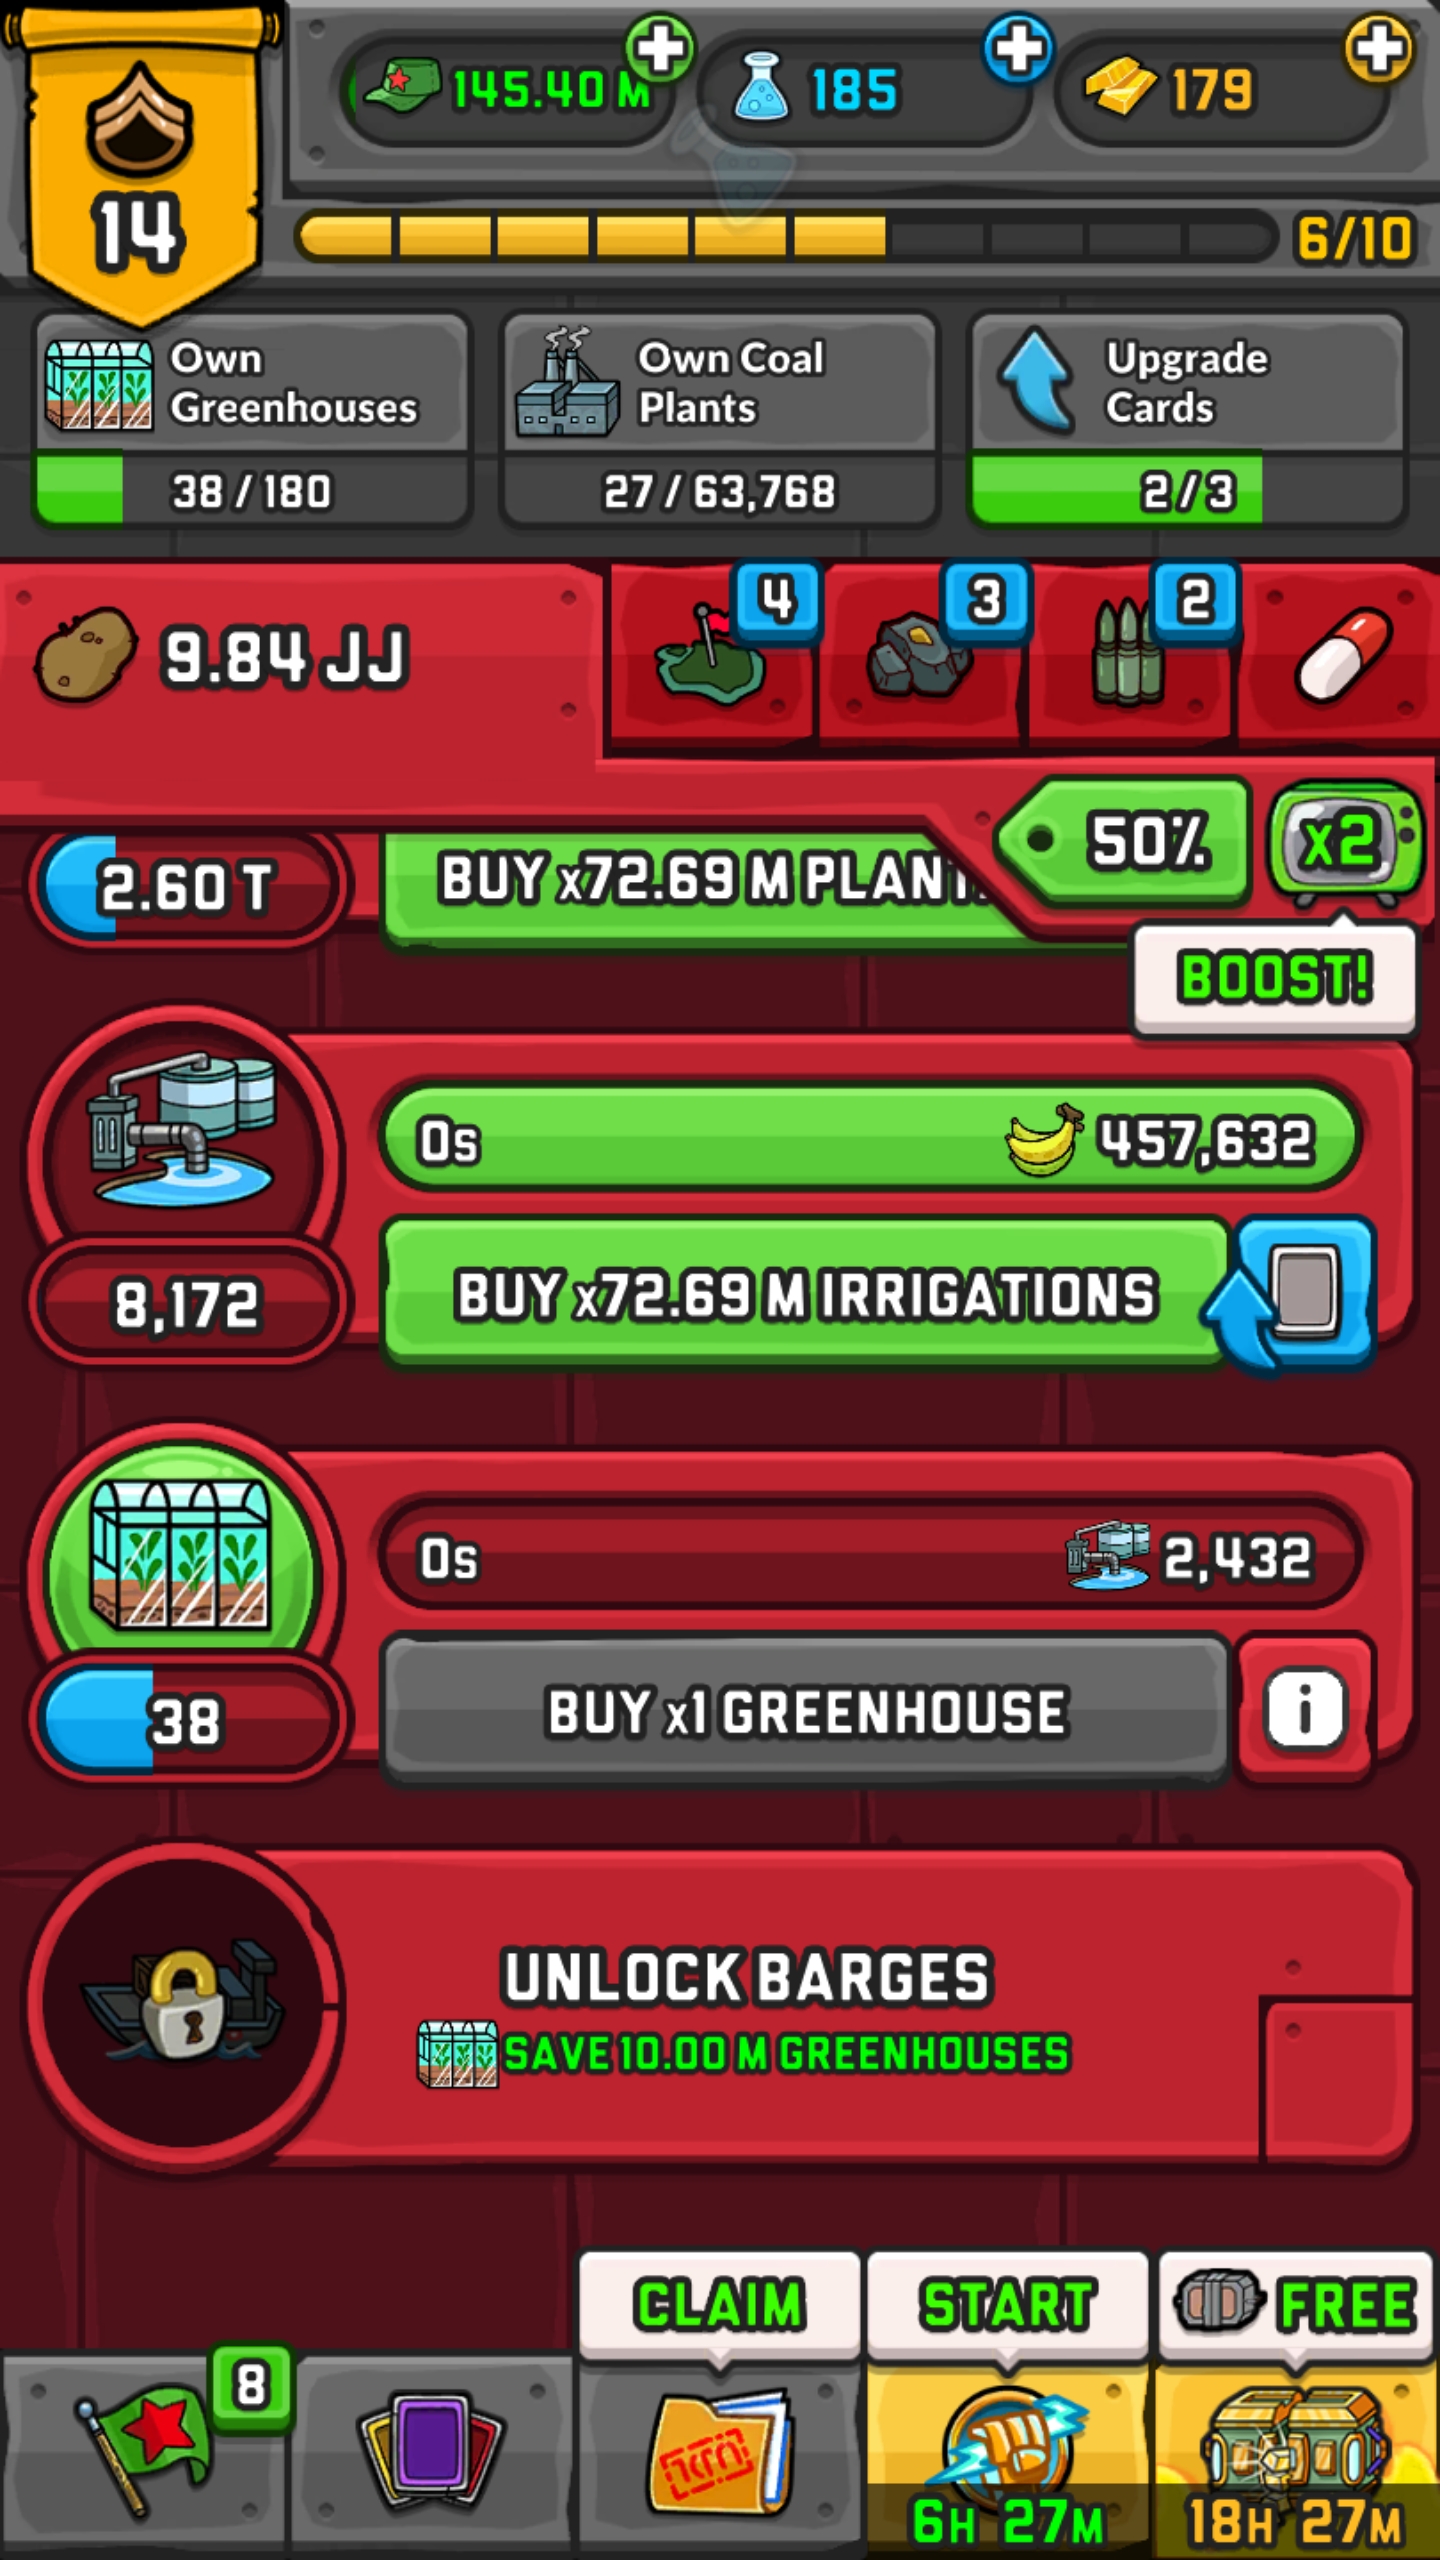 145.40 M
185
179
14
6/10
Own
Greenhouses
38 / 180
Own Coal
Plants
27 / 63,768
Upgrade
Cards
2 / 3
9.84 JJ
4
3
2
50%
x2
BOOST!
2.60 T
BUY x72.69 M PLANT
0s
457,632
8,172
BUY x72.69 M IRRIGATIONS
0s
2,432
38
BUY x1 GREENHOUSE
i
UNLOCK BARGES
SAVE 10.00 M GREENHOUSES
CLAIM
START
FREE
8
6H 27M
18H 27M